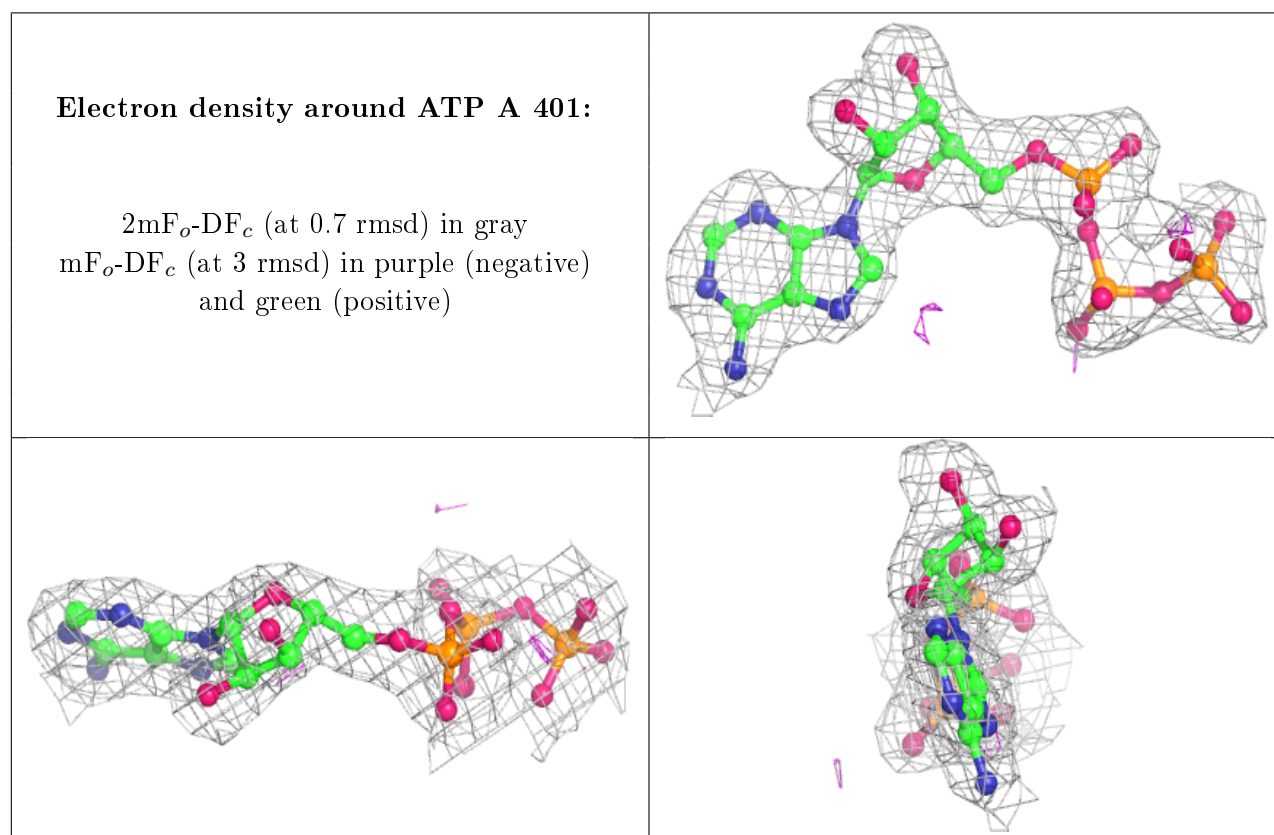 Electron density around ATP A 401:
2mFo-DFc (at 0.7 rmsd) in gray
mFo-DFc (at 3 rmsd) in purple (negative)
and green (positive)